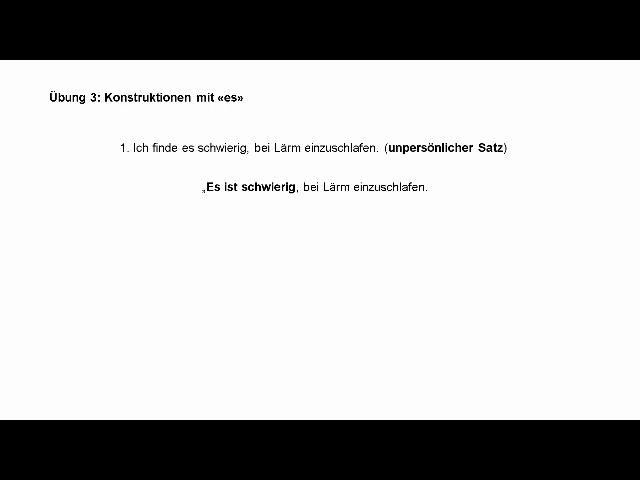 Übung 3: Konstruktionen mit «es»
1. Ich finde es schwierig, bei Lärm einzuschlafen. (unpersönlicher Satz)
„Es ist schwierig, bei Lärm einzuschlafen.